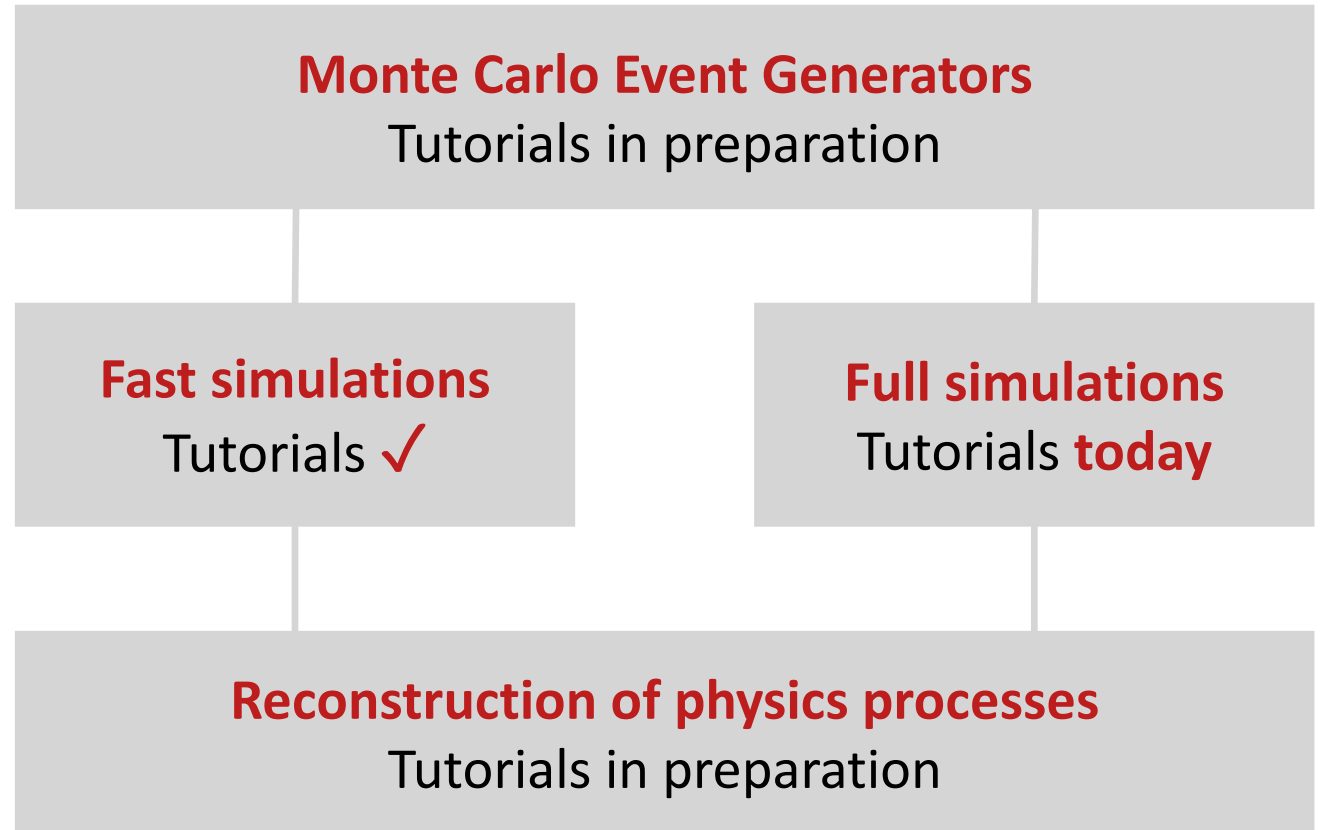 Monte Carlo Event Generators
Tutorials in preparation
Fast simulations
Tutorials ✓
Full simulations
Tutorials today
Reconstruction of physics processes
Tutorials in preparation